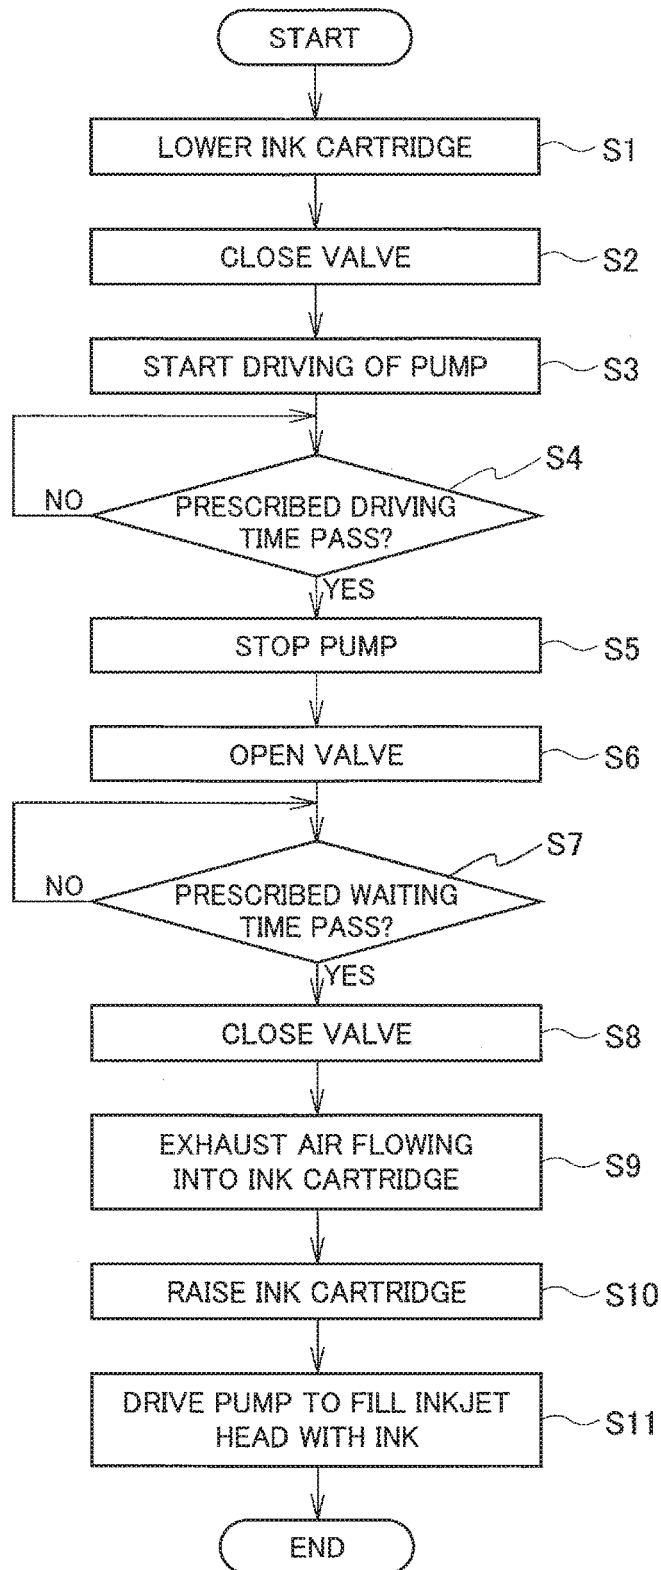 START
LOWER INK CARTRIDGE
S1
CLOSE VALVE
S2
START DRIVING OF PUMP
S3
S4
NO
PRESCRIBED DRIVING
TIME PASS?
YES
STOP PUMP
S5
OPEN VALVE
S6
S7
NO
PRESCRIBED WAITING
TIME PASS?
YES
CLOSE VALVE
S8
EXHAUST AIR FLOWING
INTO INK CARTRIDGE
S9
RAISE INK CARTRIDGE
S10
DRIVE PUMP TO FILL INKJET
HEAD WITH INK
S11
END